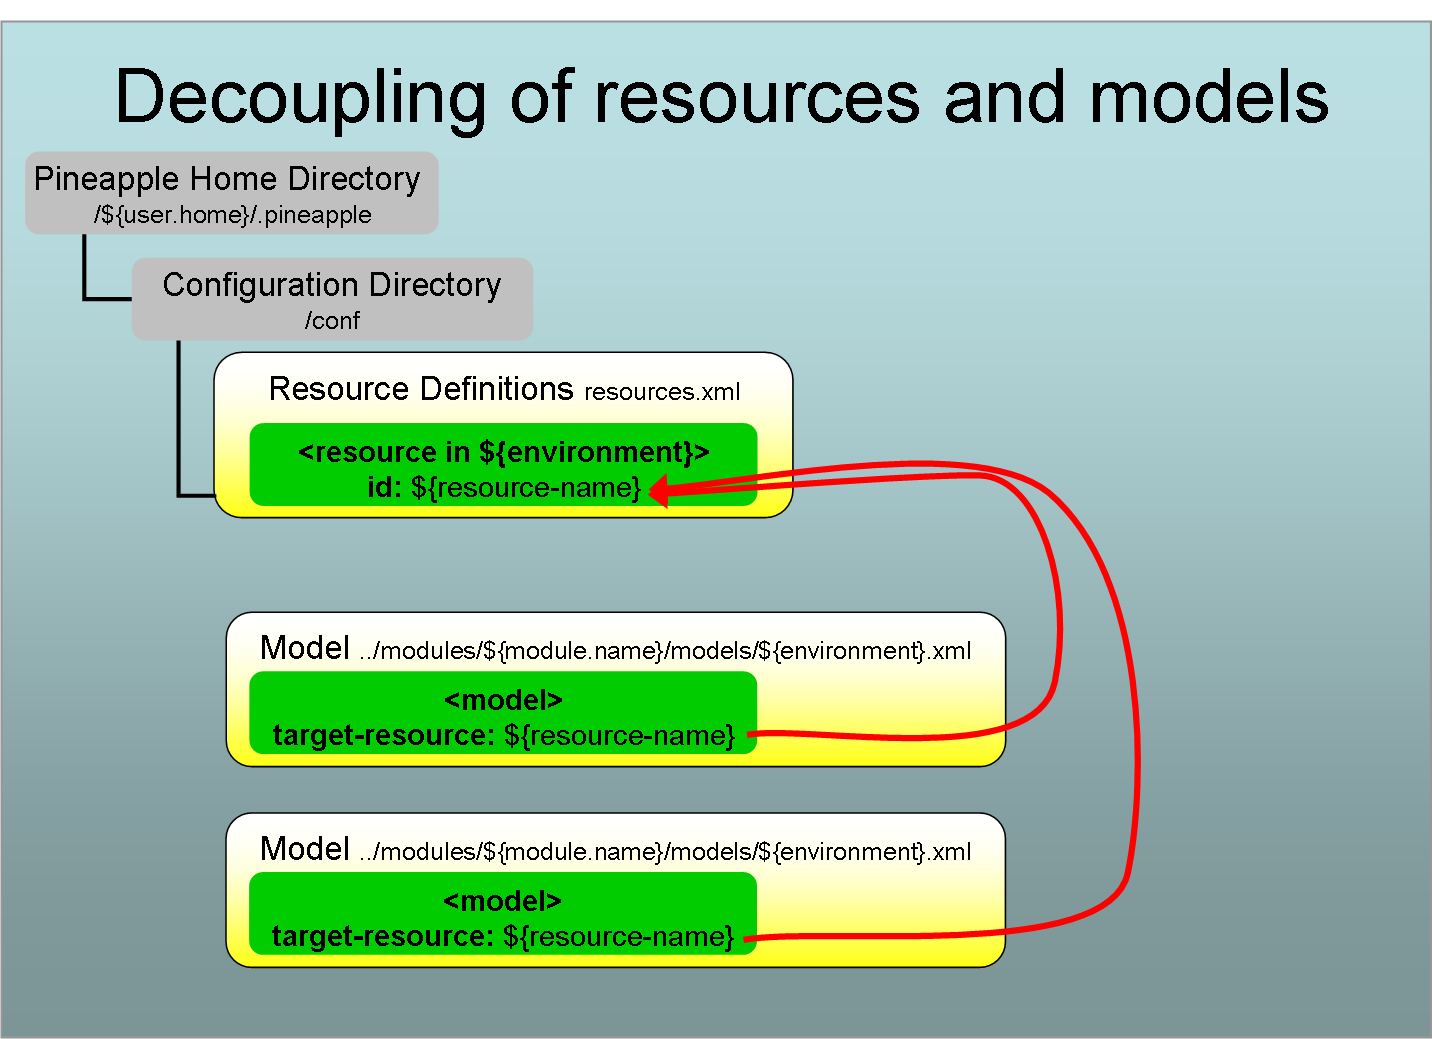 Decoupling of resources and models
Pineapple Home Directory
/${user.home}/.pineapple
Configuration Directory
/conf
Resource Definitions resources.xml
<resource in ${environment}>
id: ${resource-name}
Model ../modules/${module.name}/models/${environment}.xml
<model>
target-resource: ${resource-name}
Model ../modules/${module.name}/models/${environment}.xml
<model>
target-resource: ${resource-name}